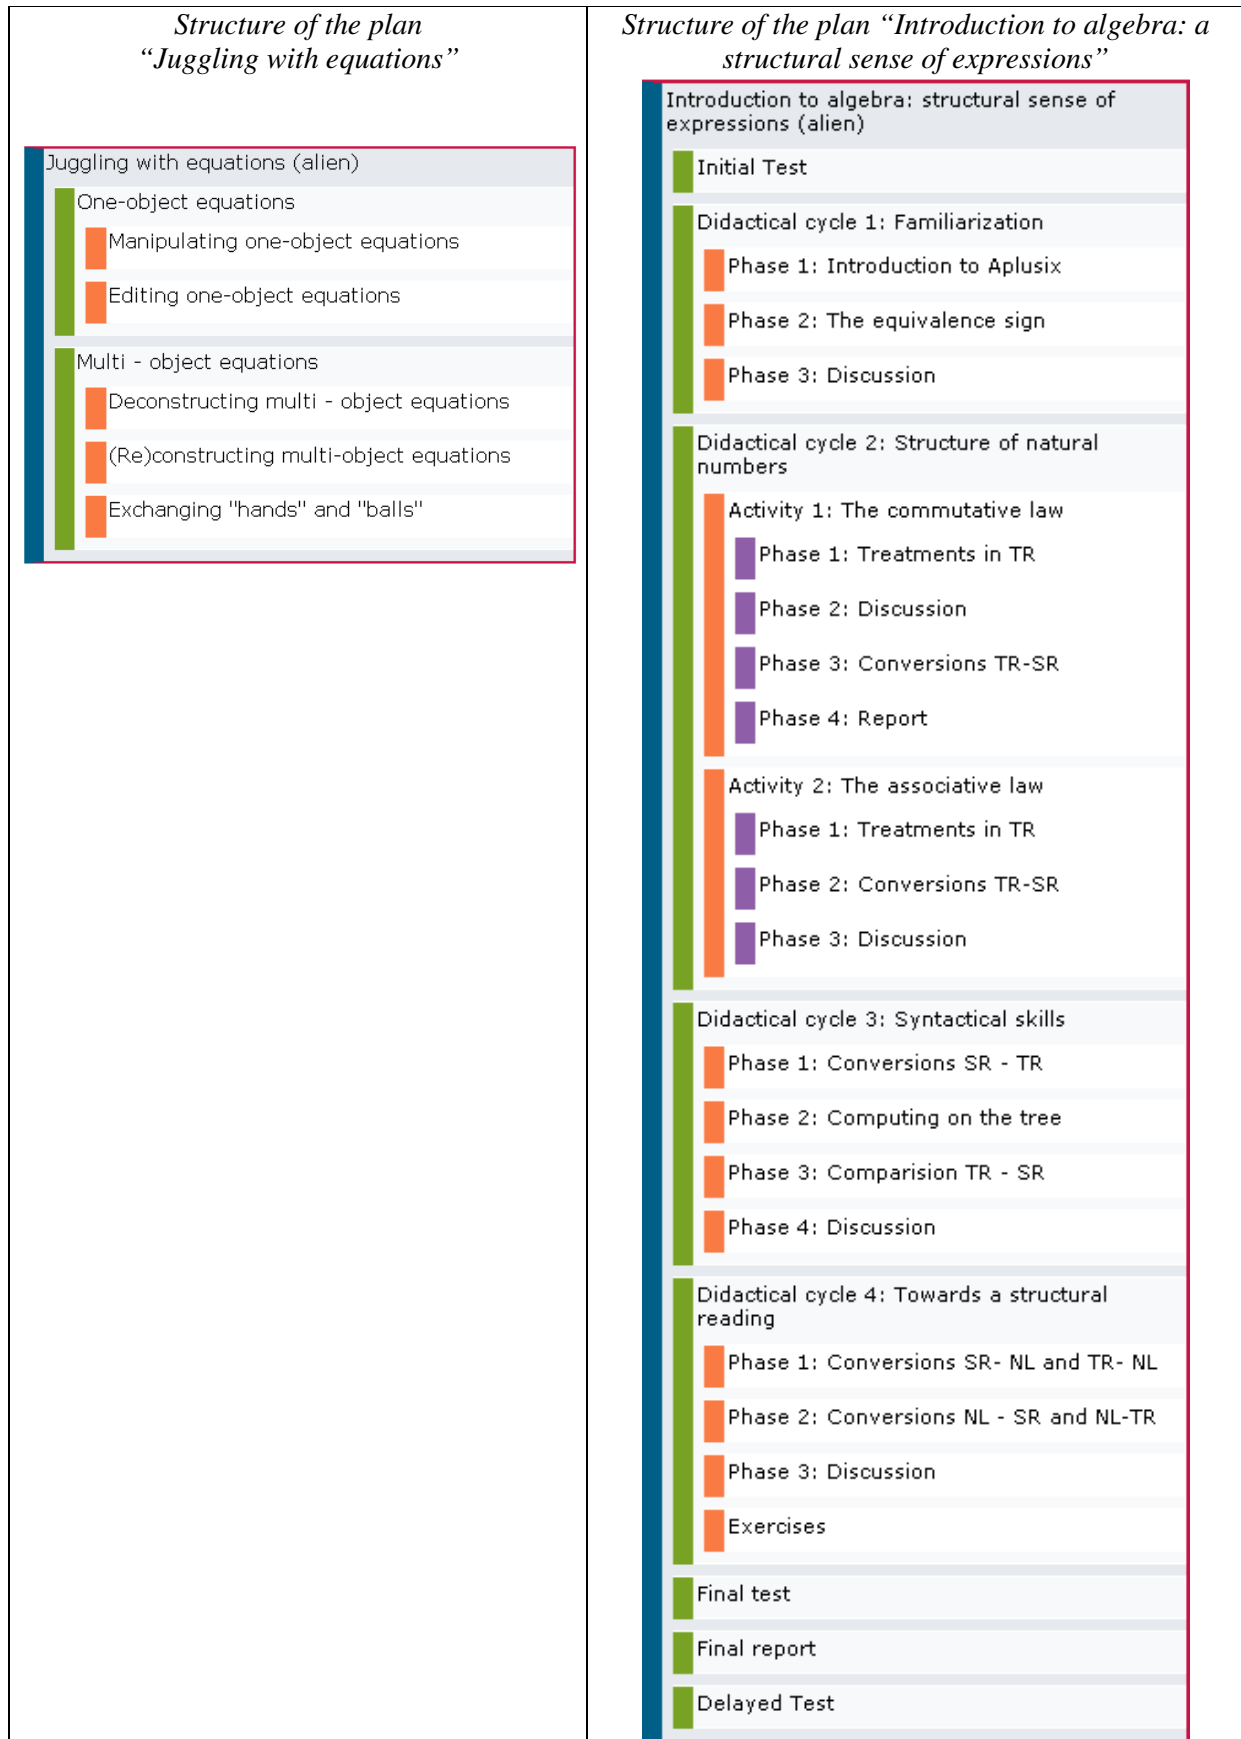 Structure of the plan
“Juggling with equations”
Juggling with equations (alien)
One-object equations
Manipulating one-object equations
Editing one-object equations
Multi - object equations
Deconstructing multi - object equations
(Re)constructing multi-object equations
Exchanging "hands" and "balls"
Structure of the plan “Introduction to algebra: a
structural sense of expressions”
Introduction to algebra: structural sense of
expressions (alien)
Initial Test
Didactical cycle 1: Familiarization
Phase 1: Introduction to Aplusix
Phase 2: The equivalence sign
Phase 3: Discussion
Didactical cycle 2: Structure of natural
numbers
Activity 1: The commutative law
Phase 1: Treatments in TR
Phase 2: Discussion
Phase 3: Conversions TR-SR
Phase 4: Report
Activity 2: The associative law
Phase 1: Treatments in TR
Phase 2: Conversions TR-SR
Phase 3: Discussion
Didactical cycle 3: Syntactical skills
Phase 1: Conversions SR - TR
Phase 2: Computing on the tree
Phase 3: Comparision TR - SR
Phase 4: Discussion
Didactical cycle 4: Towards a structural
reading
Phase 1: Conversions SR- NL and TR- NL
Phase 2: Conversions NL - SR and NL-TR
Phase 3: Discussion
Exercises
Final test
Final report
Delayed Test